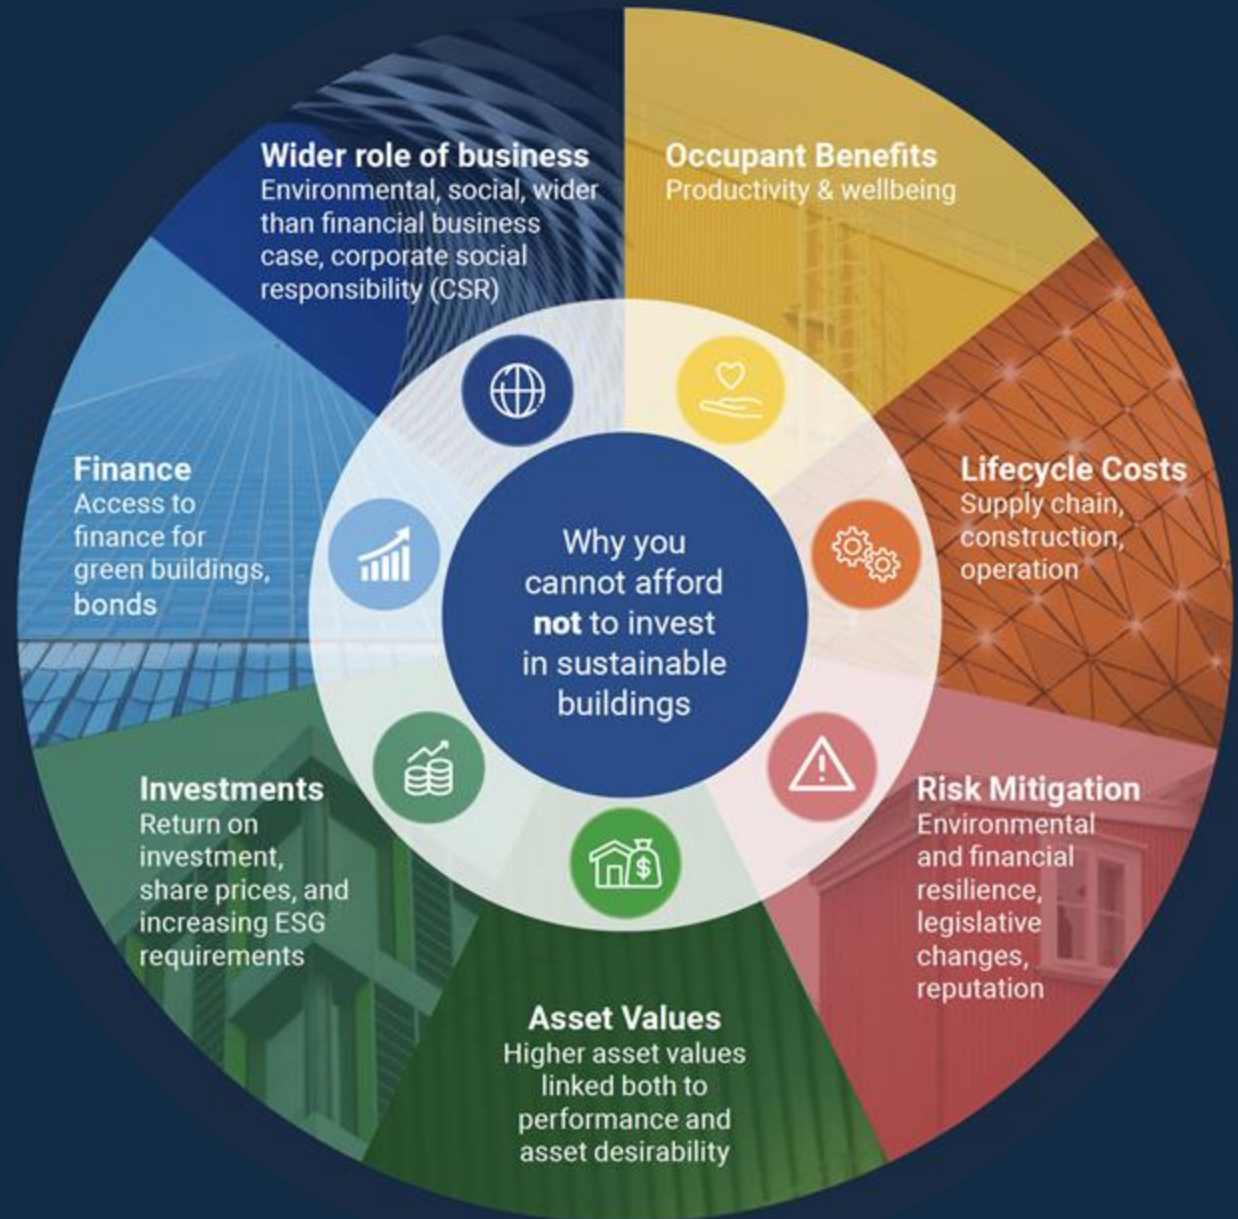 Wider role of business
Environmental, social, wider
than financial business
case, corporate social
responsibility (CSR)
Occupant Benefits
Productivity & wellbeing
Finance
Access to
finance for
green buildings,
bonds
Lifecycle Costs
Supply chain,
construction,
operation
Why you
cannot afford
not to invest
in sustainable
buildings
Investments
Return on
investment,
share prices, and
increasing ESG
requirements
Risk Mitigation
Environmental
and financial
resilience,
legislative
changes,
reputation
$
Asset Values
Higher asset values
linked both to
performance and
asset desirability